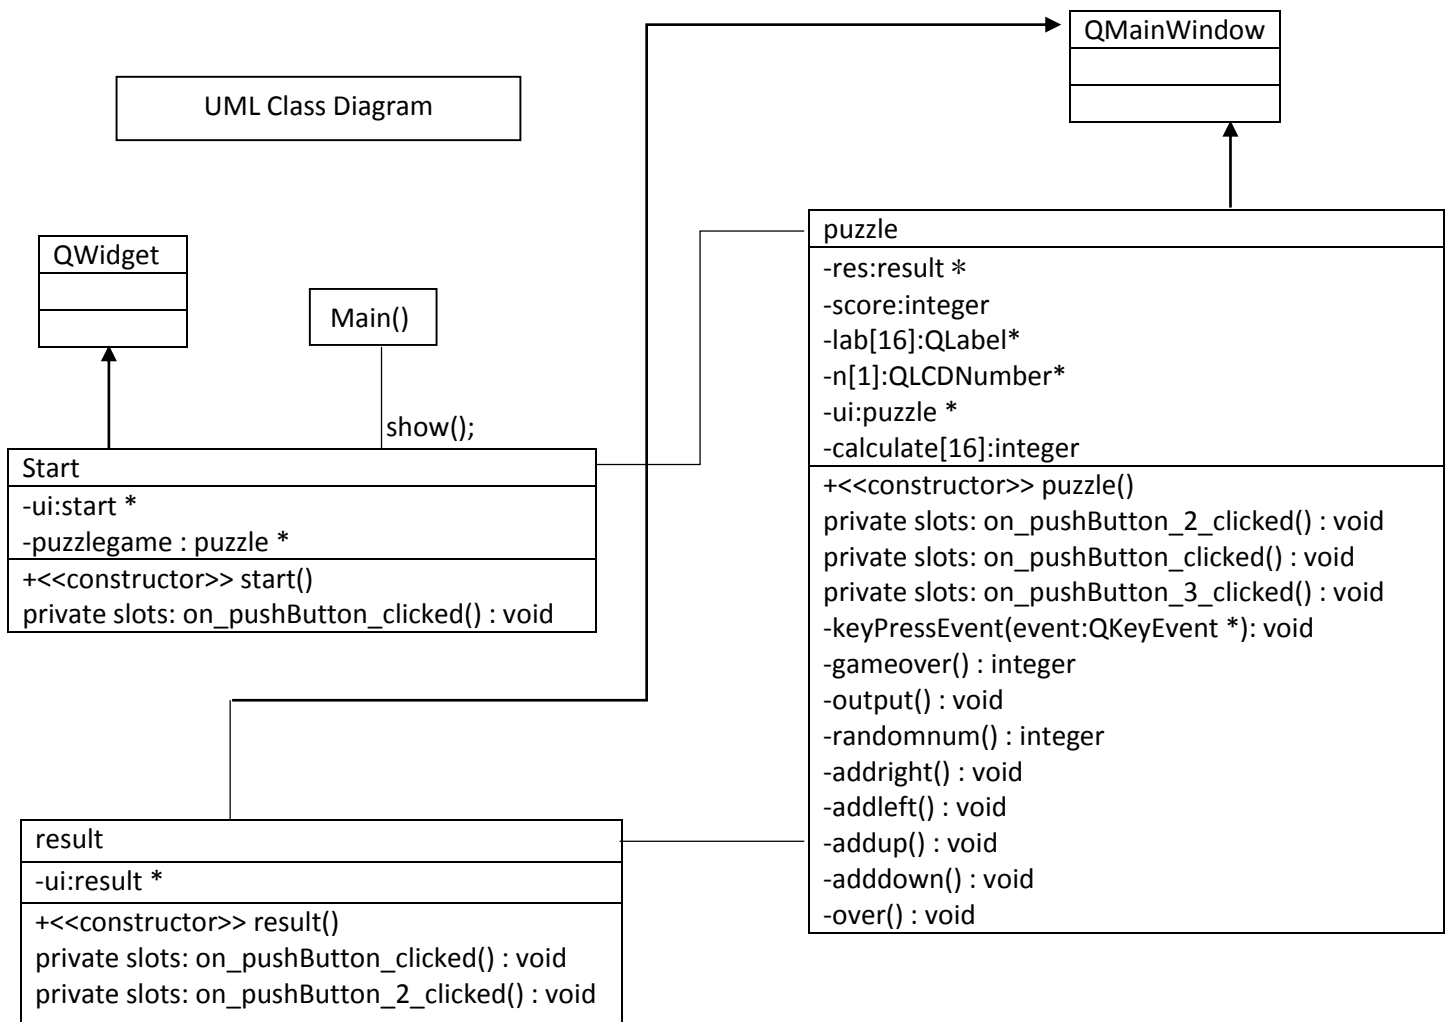 QMainWindow
UML Class Diagram
QWidget
Main()
show();
Start
-ui:start *
-puzzlegame : puzzle *
+<<constructor>> start()
private slots: on_pushButton_clicked() : void
puzzle
-res:result *
-score:integer
-lab[16]:QLabel*
-n[1]:QLCDNumber*
-ui:puzzle *
-calculate[16]:integer
+<<constructor>> puzzle()
private slots: on_pushButton_2_clicked() : void
private slots: on_pushButton_clicked() : void
private slots: on_pushButton_3_clicked() : void
-keyPressEvent(event:QKeyEvent *): void
-gameover() : integer
-output() : void
-randomnum() : integer
-addright() : void
-addleft() : void
-addup() : void
-adddown() : void
-over() : void
result
-ui:result *
+<<constructor>> result()
private slots: on_pushButton_clicked() : void
private slots: on_pushButton_2_clicked() : void